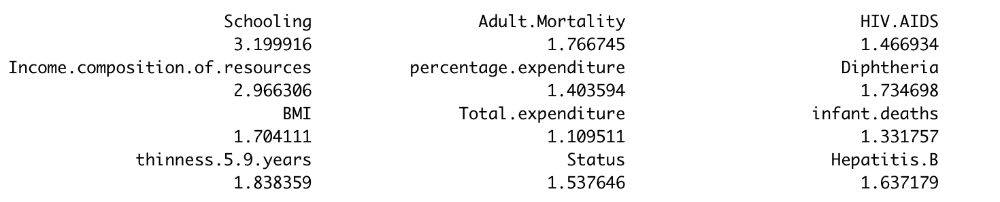 Schooling Adult.Mortality HIV.AIDS
3.199916 1.766745 1.466934
Income.composition.of.resources percentage.expenditure Diphtheria
2.966306 1.403594 1.734698
BMI Total.expenditure infant.deaths
1.704111 1.109511 1.331757
thinness.5.9.years Status Hepatitis.B
1.838359 1.537646 1.637179